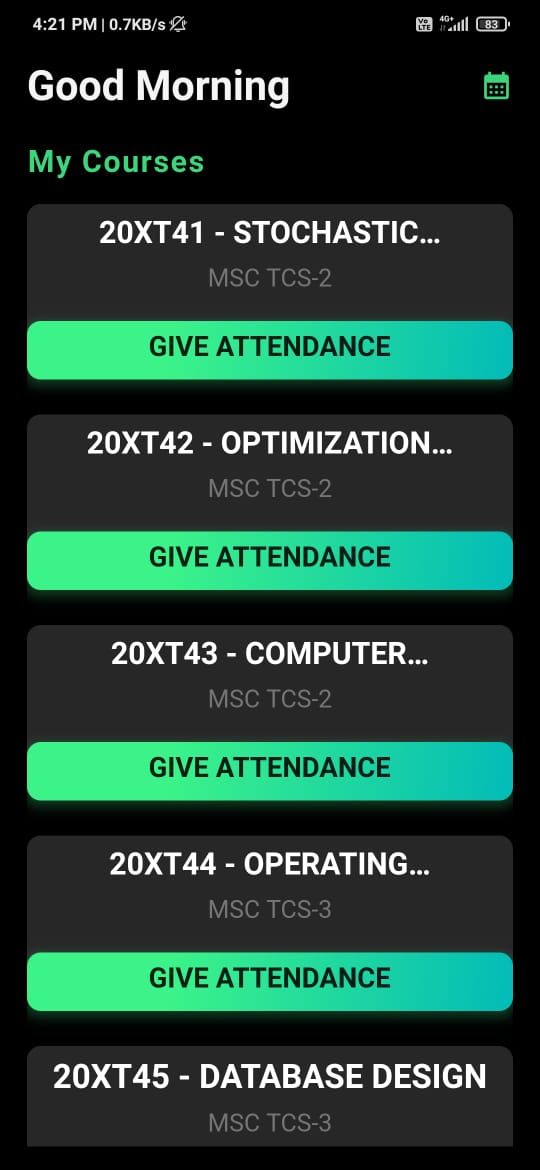 4:21 PM | 0.7KB/s Vo LTE 4G+ 83
Good Morning
My Courses
20XT41 - STOCHASTIC...
MSC TCS-2
GIVE ATTENDANCE
20XT42 - OPTIMIZATION...
MSC TCS-2
GIVE ATTENDANCE
20XT43 - COMPUTER...
MSC TCS-2
GIVE ATTENDANCE
20XT44 - OPERATING...
MSC TCS-3
GIVE ATTENDANCE
20XT45 - DATABASE DESIGN
MSC TCS-3